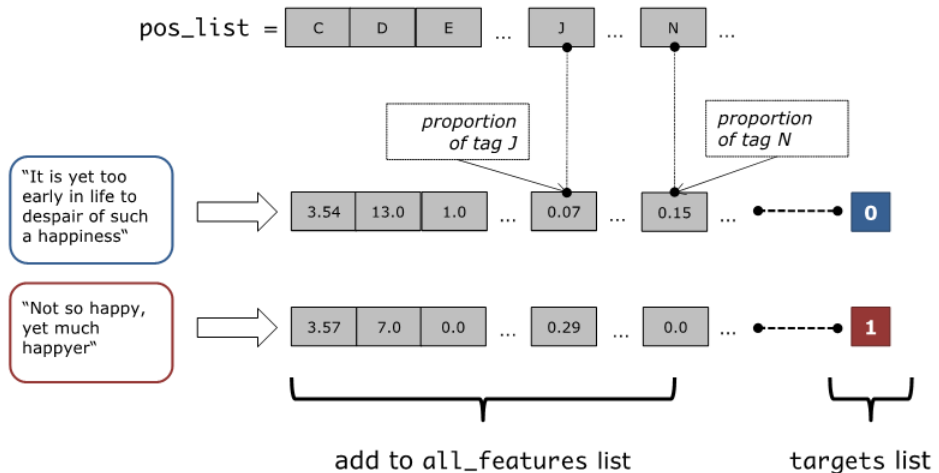 pos_list = C D E ... J ... N ...
proportion
of tag J
proportion
of tag N
"It is yet too
early in life to
despair of such
a happiness"
3.54 13.0 1.0 ... 0.07 ... 0.15 ... 0
"Not so happy,
yet much
happyer"
3.57 7.0 0.0 ... 0.29 ... 0.0 ... 1
add to all_features list
targets list